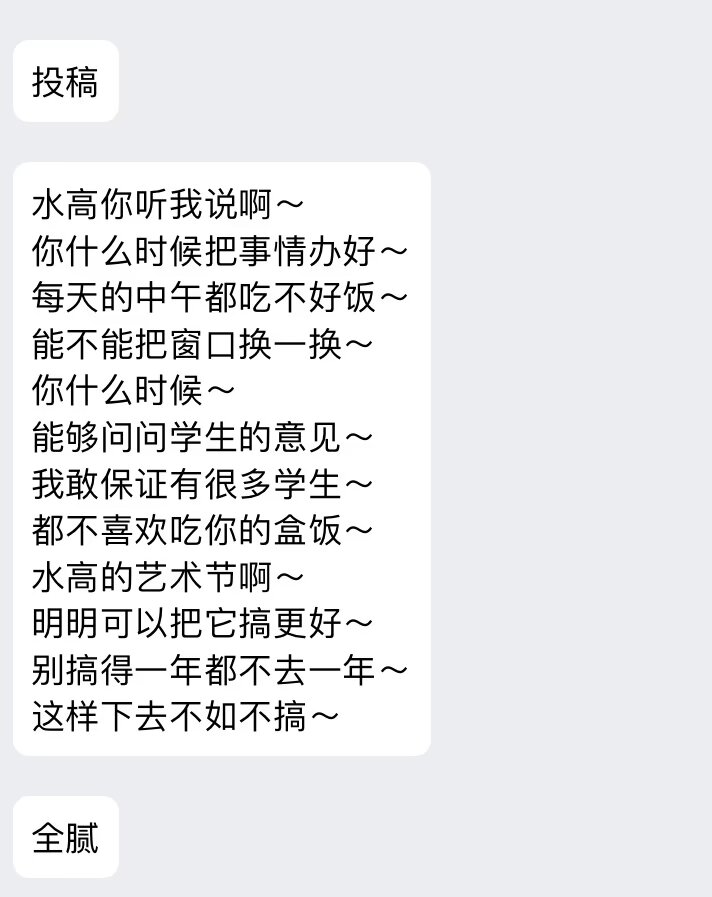 投稿
水高你听我说啊～
你什么时候把事情办好～
每天的中午都吃不好饭～
能不能把窗口换一换～
你什么时候～
能够问问学生的意见～
我敢保证有很多学生～
都不喜欢吃你的盒饭～
水高的艺术节啊～
明明可以把它搞更好～
别搞得一年都不去一年～
这样下去不如不搞～
全腻